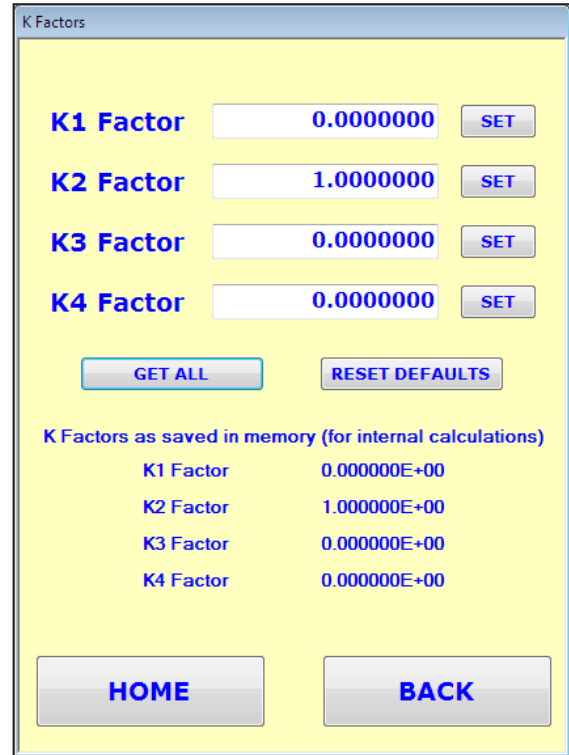 K Factors
K1 Factor 0.0000000 SET
K2 Factor 1.0000000 SET
K3 Factor 0.0000000 SET
K4 Factor 0.0000000 SET
GET ALL RESET DEFAULTS
K Factors as saved in memory (for internal calculations)
K1 Factor 0.000000E+00
K2 Factor 1.000000E+00
K3 Factor 0.000000E+00
K4 Factor 0.000000E+00
HOME BACK